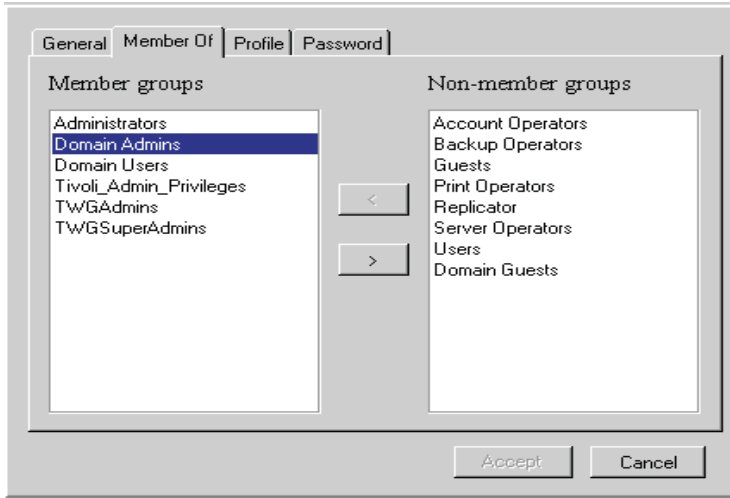 General Member Of Profile Password
Member groups
Administrators
Domain Admins
Domain Users
Tivoli_Admin_Privileges
TWGAdmins
TWGSuperAdmins
<
>
Non-member groups
Account Operators
Backup Operators
Guests
Print Operators
Replicator
Server Operators
Users
Domain Guests
Accept Cancel